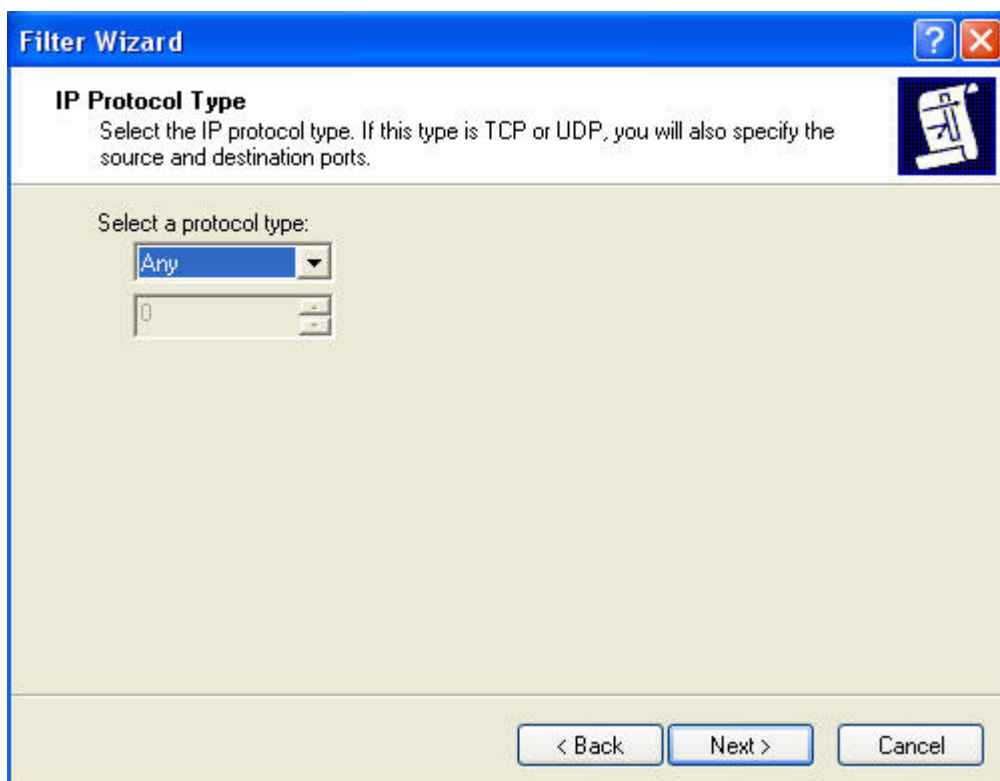 Filter Wizard
IP Protocol Type
Select the IP protocol type. If this type is TCP or UDP, you will also specify the
source and destination ports.
Select a protocol type:
Any
0
< Back
Next >
Cancel